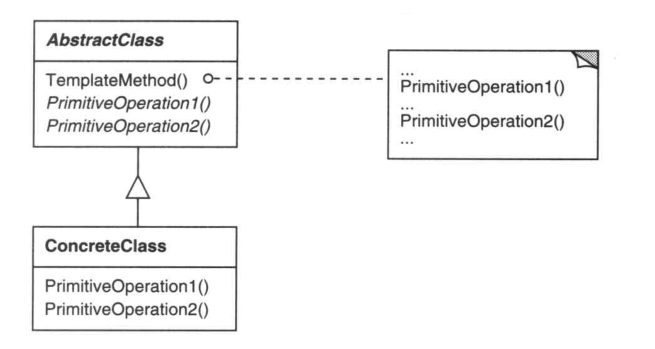 AbstractClass
TemplateMethod()
PrimitiveOperation1()
PrimitiveOperation2()
...
PrimitiveOperation1()
...
PrimitiveOperation2()
...
ConcreteClass
PrimitiveOperation1()
PrimitiveOperation2()